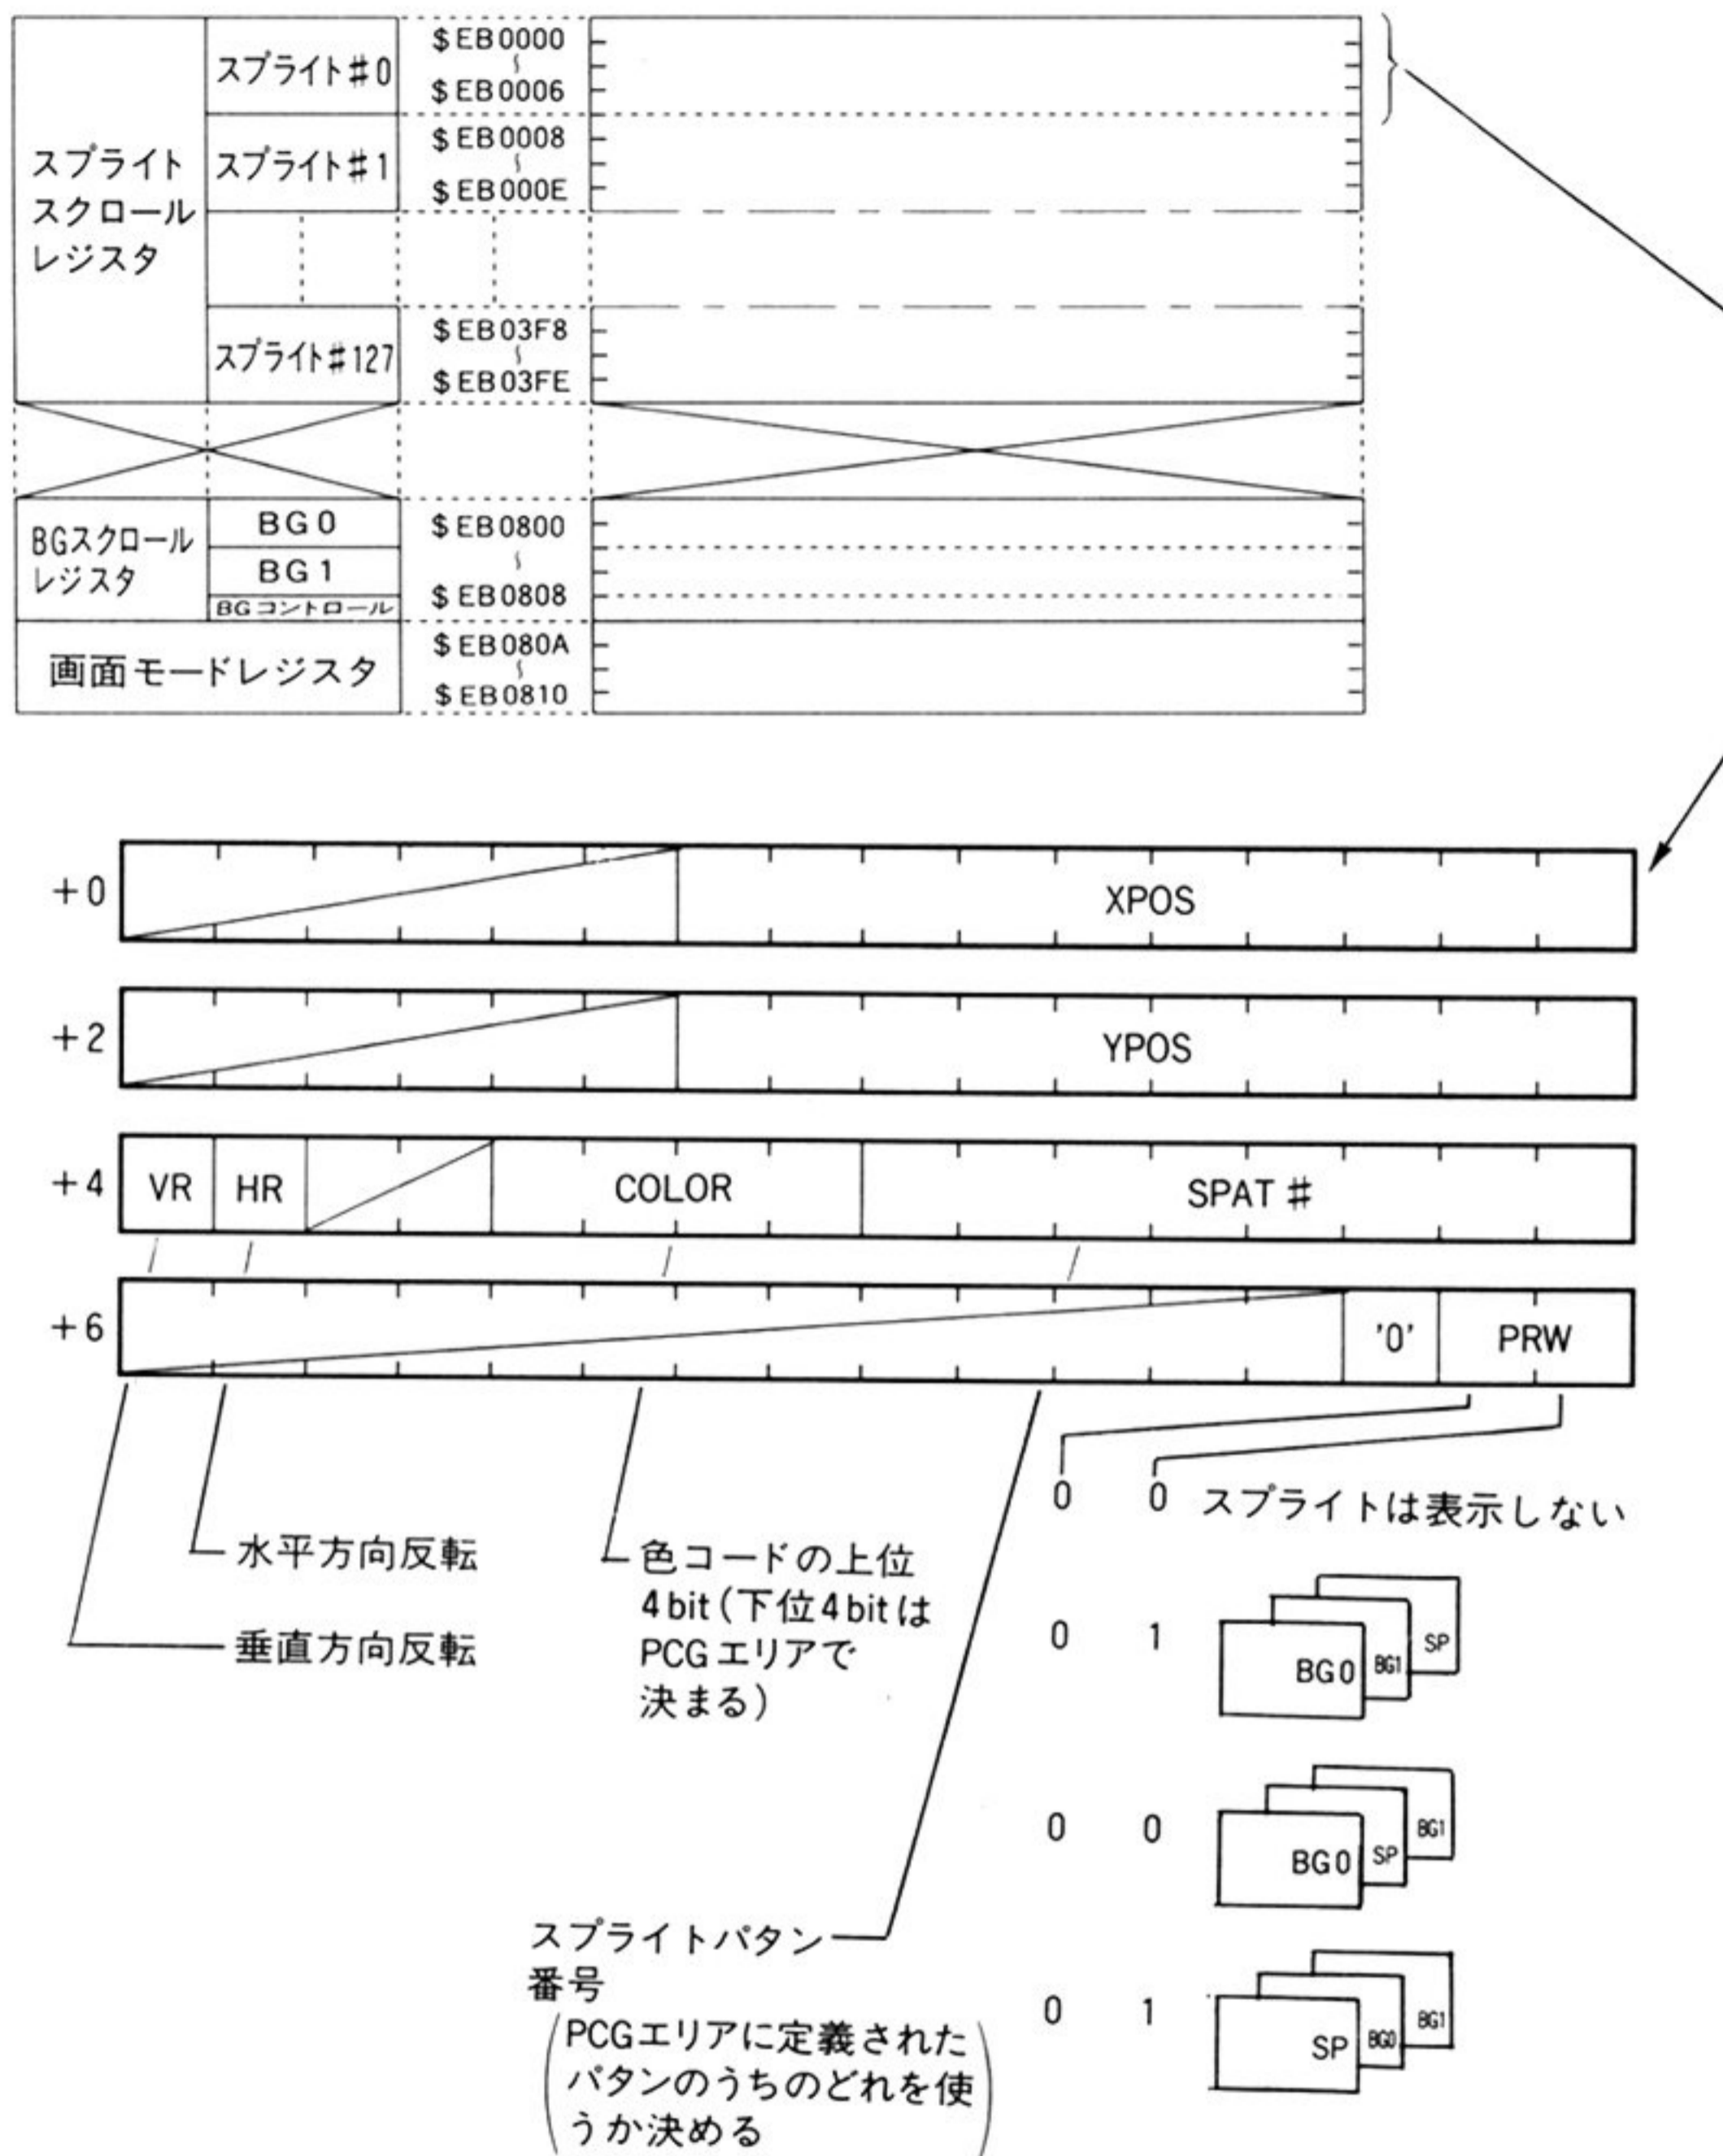 スプライト
スクロール
レジスタ
スプライト#0
$EB0000
~
$EB0006
スプライト#1
$EB0008
~
$EB000E
スプライト#127
$EB03F8
~
$EB03FE
BGスクロール
レジスタ
BG0
BG1
BGコントロール
$EB0800
~
$EB0808
画面モードレジスタ
$EB080A
~
$EB0810
+0 XPOS
+2 YPOS
+4 VR HR COLOR SPAT #
+6 '0' PRW
水平方向反転
垂直方向反転
色コードの上位
4bit(下位4bitは
PCGエリアで
決まる)
スプライトパタン
番号
(PCGエリアに定義された
パタンのうちのどれを使
うか決める)
0 0 スプライトは表示しない
0 1 BG0 BG1 SP
0 0 BG0 SP BG1
0 1 SP BG0 BG1